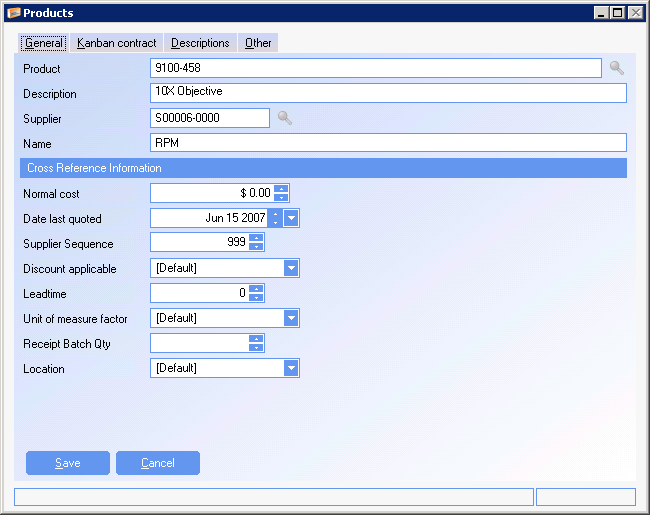 Products
General Kanban contract Descriptions Other
Product 9100-458
Description 10X Objective
Supplier S00006-0000
Name RPM
Cross Reference Information
Normal cost $ 0.00
Date last quoted Jun 15 2007
Supplier Sequence 999
Discount applicable [Default]
Leadtime 0
Unit of measure factor [Default]
Receipt Batch Qty
Location [Default]
Save Cancel